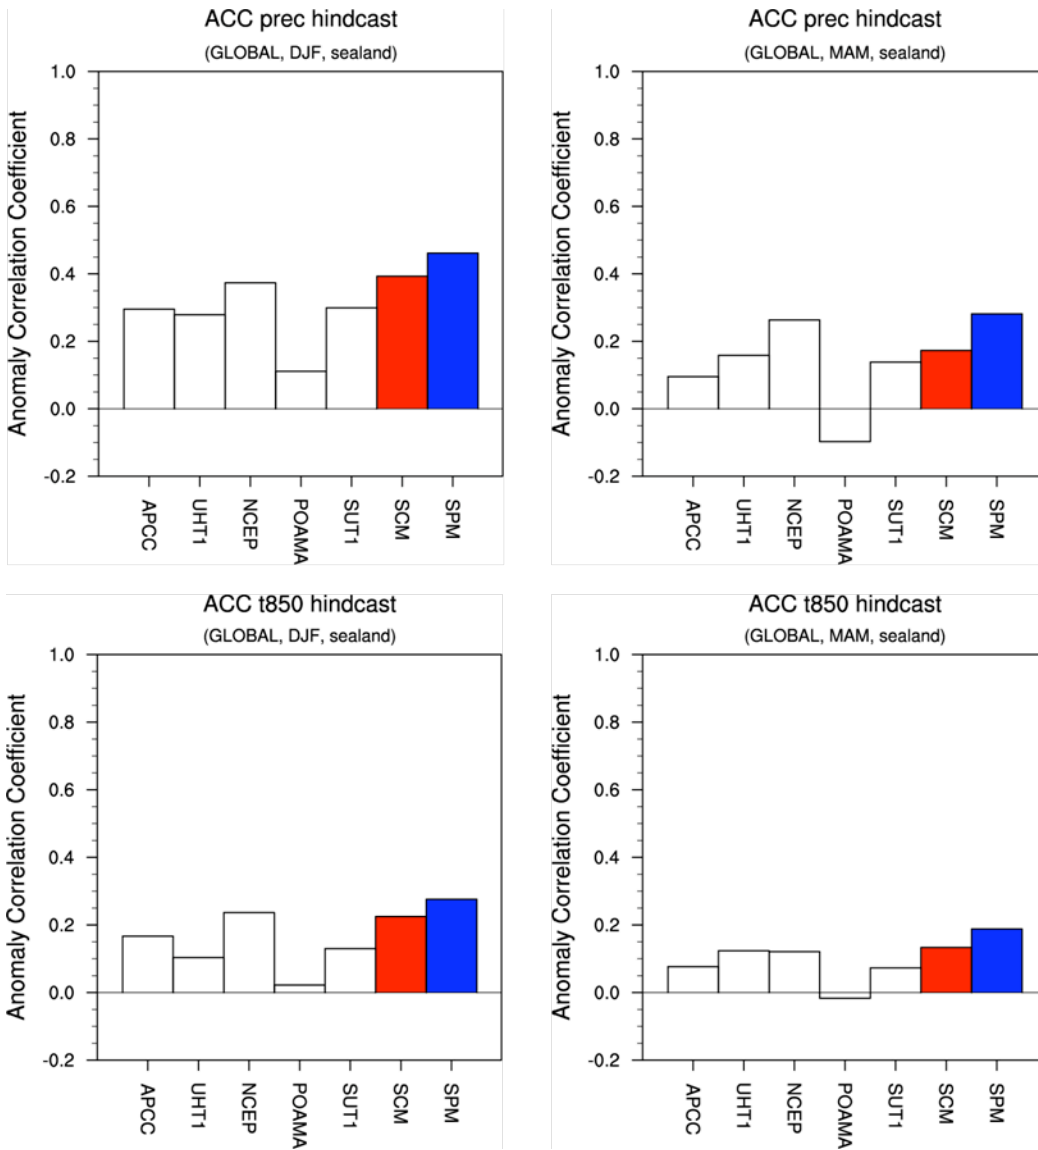 ACC prec hindcast
(GLOBAL, DJF, sealand)
Anomaly Correlation Coefficient
1.0
0.8
0.6
0.4
0.2
0.0
-0.2
APCC
UHT1
NCEP
POAMA
SUT1
SCM
SPM
ACC prec hindcast
(GLOBAL, MAM, sealand)
Anomaly Correlation Coefficient
1.0
0.8
0.6
0.4
0.2
0.0
-0.2
APCC
UHT1
NCEP
POAMA
SUT1
SCM
SPM
ACC t850 hindcast
(GLOBAL, DJF, sealand)
Anomaly Correlation Coefficient
1.0
0.8
0.6
0.4
0.2
0.0
-0.2
APCC
UHT1
NCEP
POAMA
SUT1
SCM
SPM
ACC t850 hindcast
(GLOBAL, MAM, sealand)
Anomaly Correlation Coefficient
1.0
0.8
0.6
0.4
0.2
0.0
-0.2
APCC
UHT1
NCEP
POAMA
SUT1
SCM
SPM